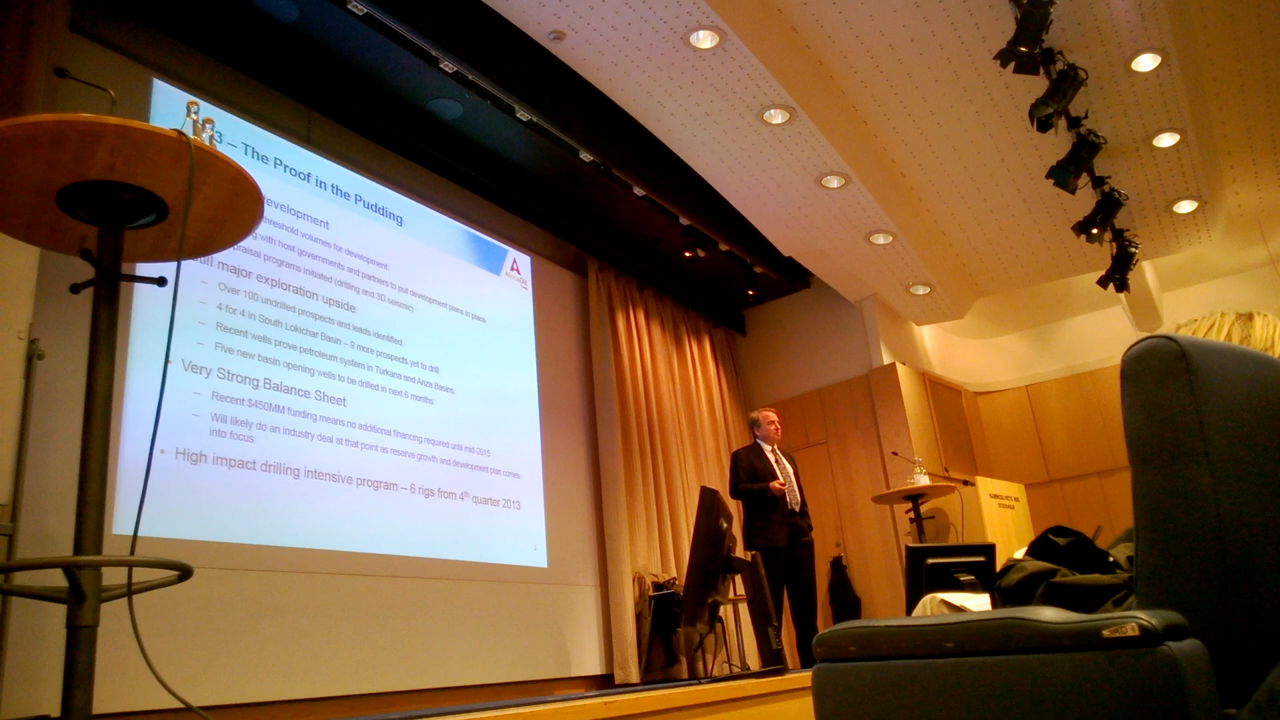 3 – The Proof in the Pudding
development
threshold volumes for development
with host governments and partners to put development plans in place
programs initiated (drilling and 3D seismic)
major exploration upside
– Over 100 undrilled prospects and leads identified
– 4 for 4 in South Lokichar Basin – 9 more prospects yet to drill
– Recent wells prove petroleum system in Turkana and Anza Basins
– Five new basin opening wells to be drilled in next 6 months
• Very Strong Balance Sheet
– Recent $450MM funding means no additional financing required until mid-2015
– Will likely do an industry deal at that point as reserve growth and development plan comes
into focus
• High impact drilling intensive program – 6 rigs from 4th quarter 2013